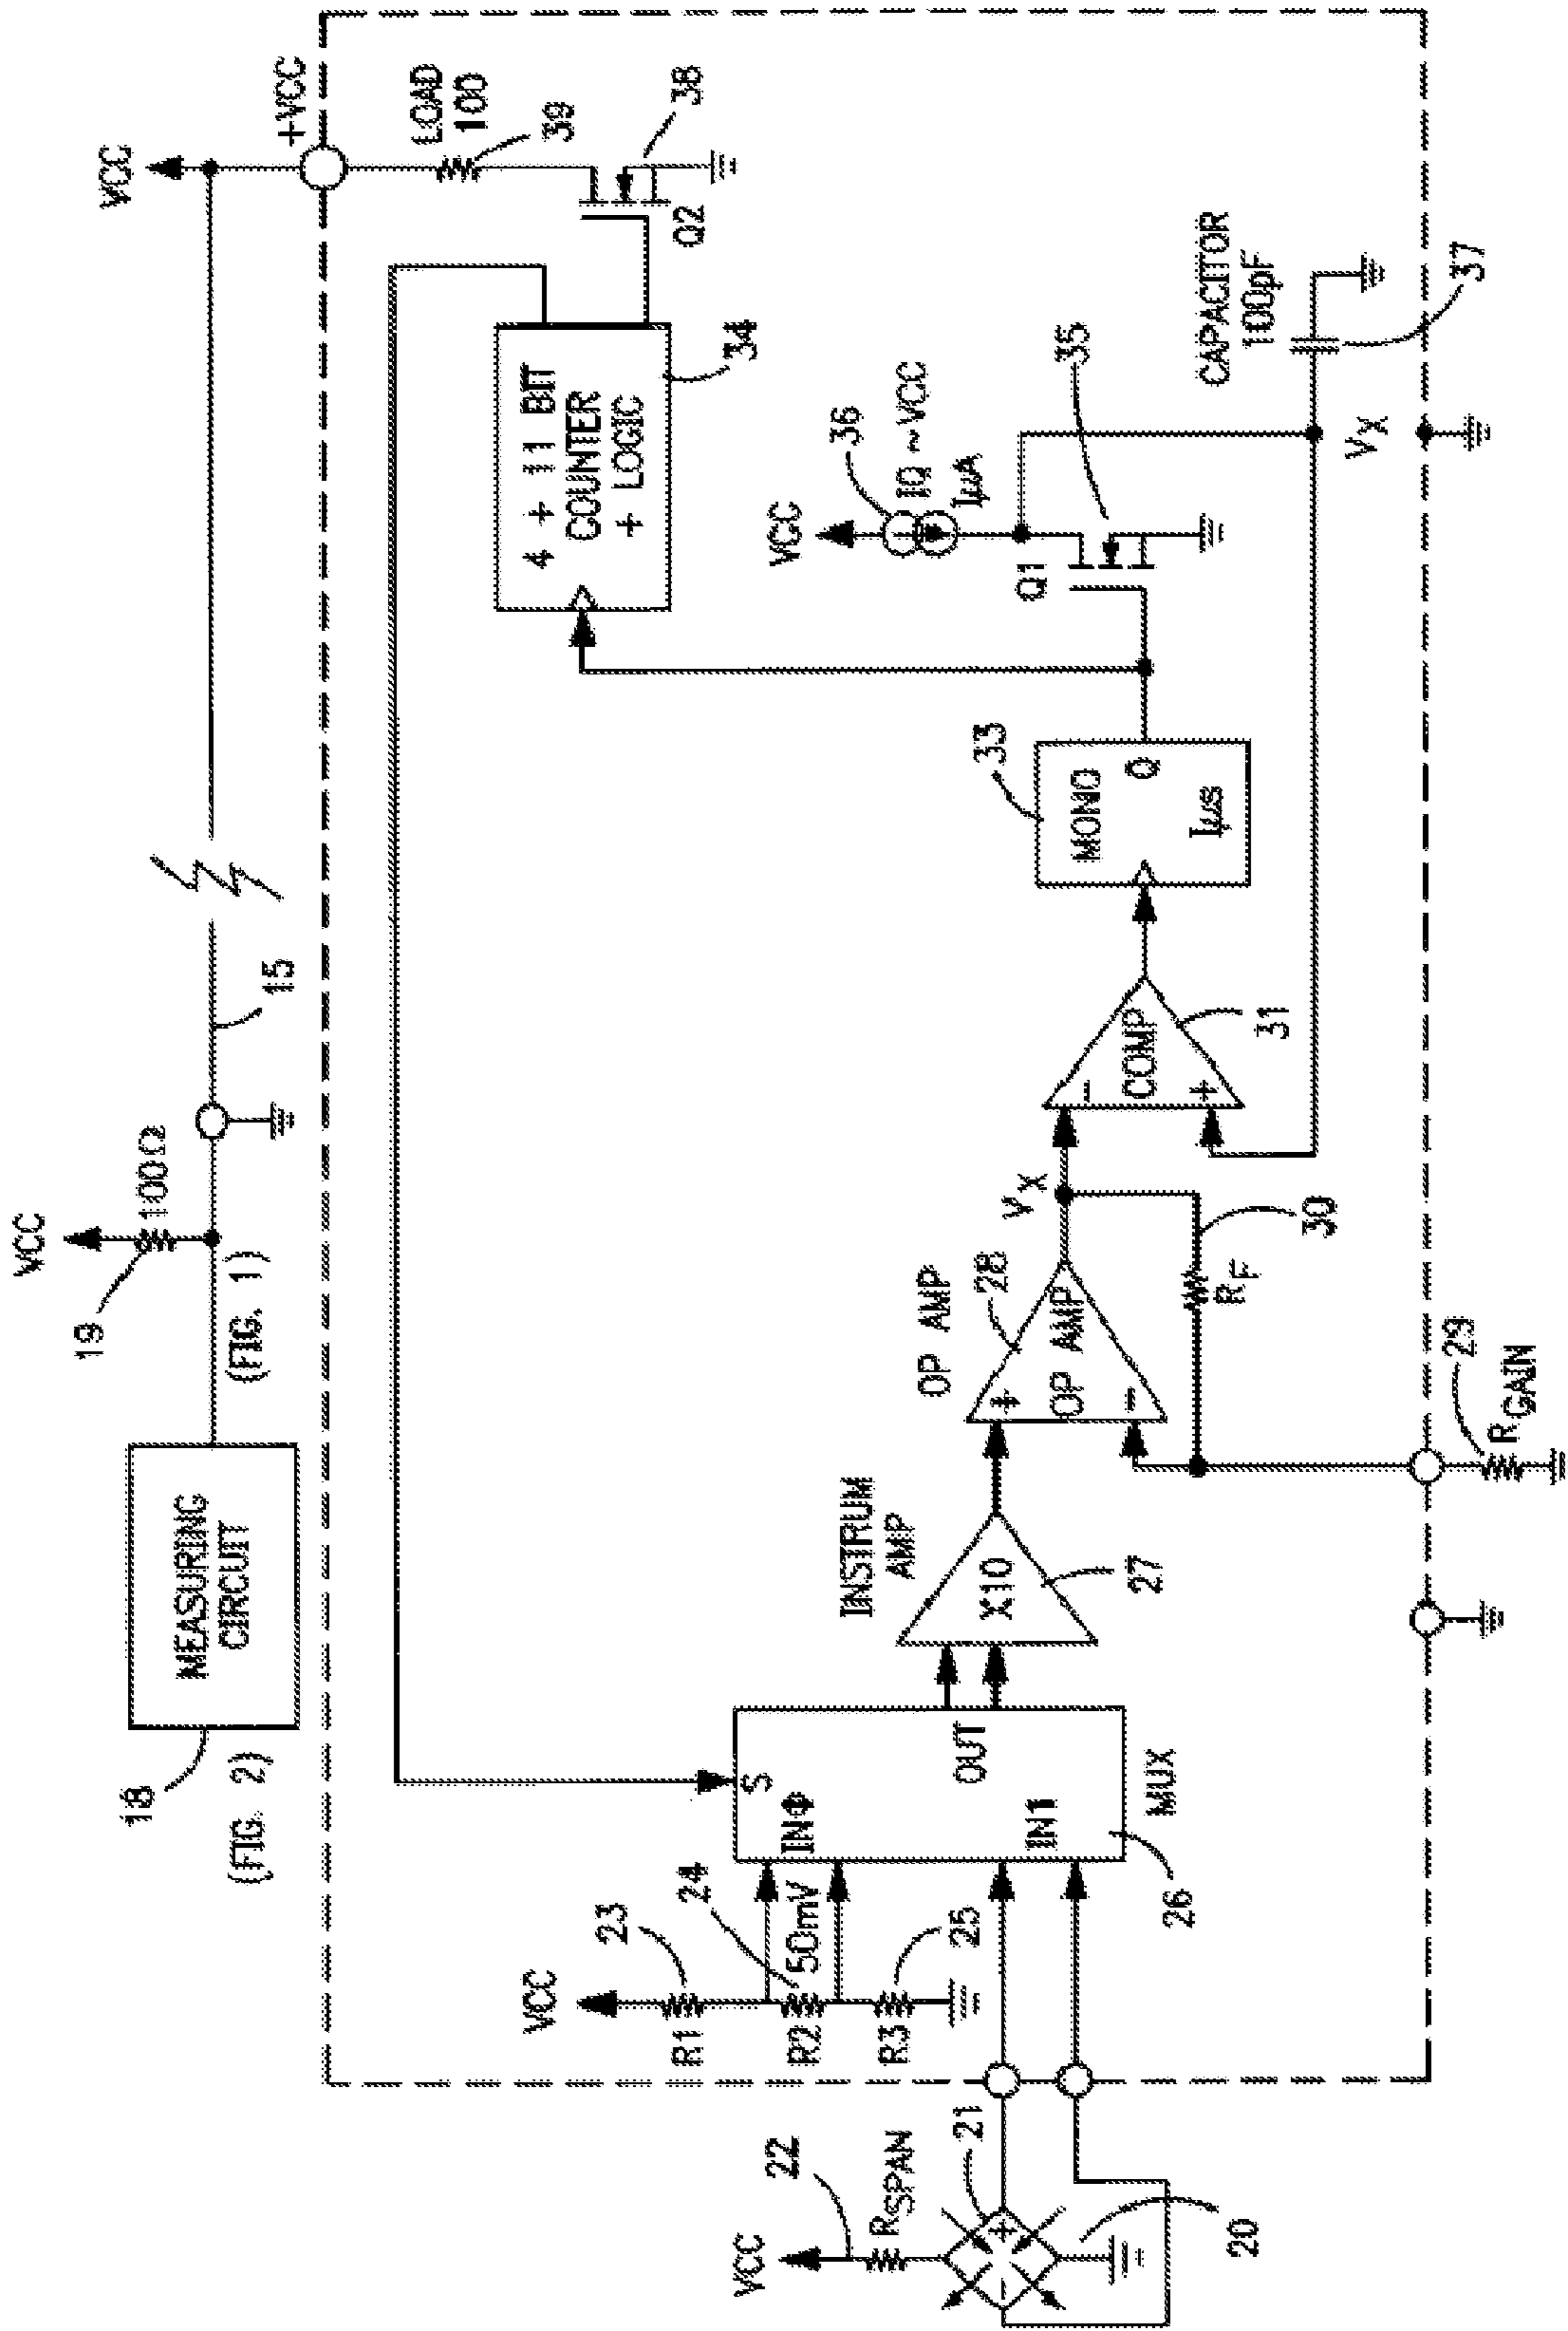 VCC
19
100Ω
MEASURING
CIRCUIT
18
(FIG. 2)
(FIG. 1)
15
VCC
+VCC
LOAD
100
39
38
Q2
4 + 11 BIT
COUNTER
+ LOGIC
34
VCC
R1
23
R2
24
50mV
R3
25
VCC
22
RSPAN
21
+
-
20
S
INΦ
OUT
IN1
MUX
26
INSTRUM
AMP
X10
27
OP AMP
28
+
OP AMP
-
VX
RF
30
29
RGAIN
-
COMP
+
31
MONO
Q
1µs
33
VCC
36
IQ ~VCC
1µA
Q1
35
CAPACITOR
100pF
37
VX